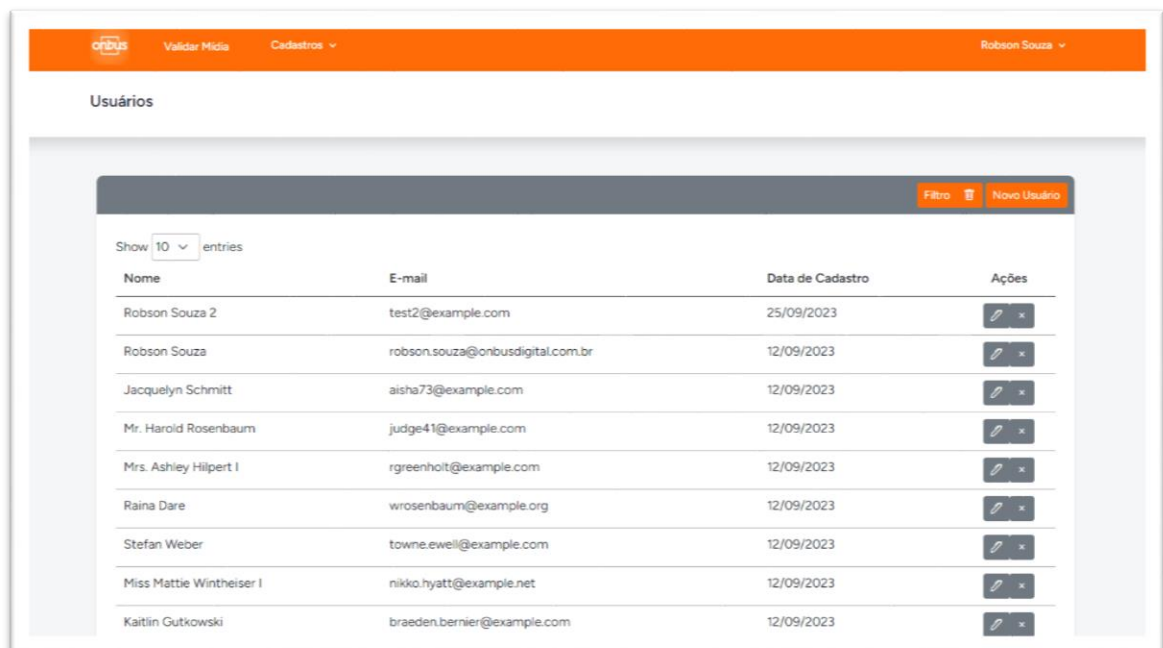 onbus Validar Mídia Cadastros Robson Souza
Usuários
Filtro Novo Usuário
Show 10 entries
Nome E-mail Data de Cadastro Ações
Robson Souza 2 test2@example.com 25/09/2023
Robson Souza robson.souza@onbusdigital.com.br 12/09/2023
Jacquelyn Schmitt aisha73@example.com 12/09/2023
Mr. Harold Rosenbaum judge41@example.com 12/09/2023
Mrs. Ashley Hilpert I rgreenholt@example.com 12/09/2023
Raina Dare wrosenbaum@example.org 12/09/2023
Stefan Weber towne.ewell@example.com 12/09/2023
Miss Mattie Wintheiser I nikko.hyatt@example.net 12/09/2023
Kaitlin Gutkowski braeden.bernier@example.com 12/09/2023